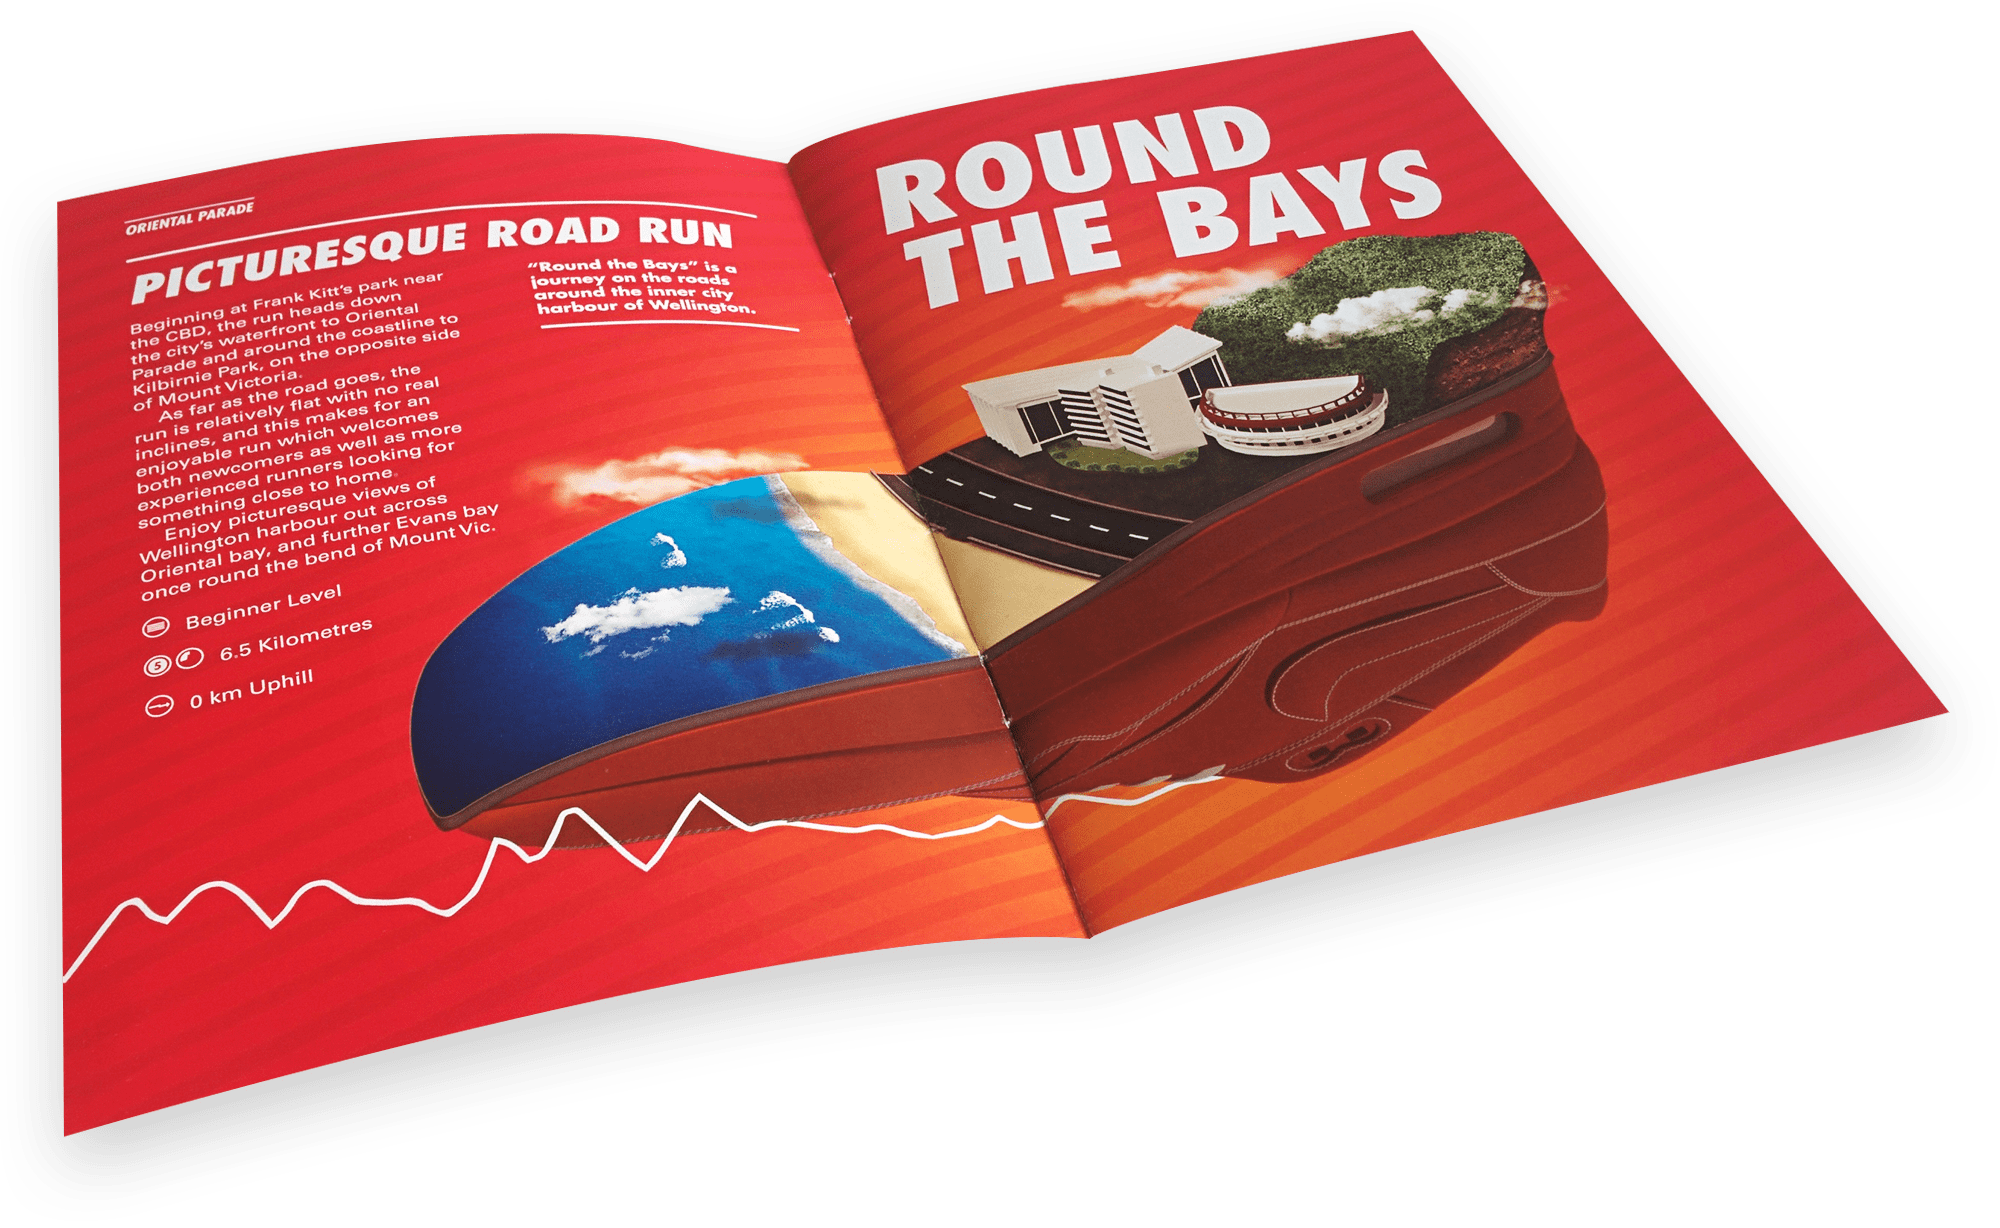 ORIENTAL PARADE
PICTURESQUE ROAD RUN
"Round the Bays" is a
journey on the roads
around the inner city
harbour of Wellington.
Beginning at Frank Kitt's park near
the CBD, the run heads down
the city's waterfront to Oriental
Parade and around the coastline to
Kilbirnie Park, on the opposite side
of Mount Victoria.
As far as the road goes, the
run is relatively flat with no real
inclines, and this makes for an
enjoyable run which welcomes
both newcomers as well as more
experienced runners looking for
something close to home.
Enjoy picturesque views of
Wellington harbour out across
Oriental bay, and further Evans bay
once round the bend of Mount Vic.
Beginner Level
5
6.5 Kilometres
0 km Uphill
ROUND
THE BAYS